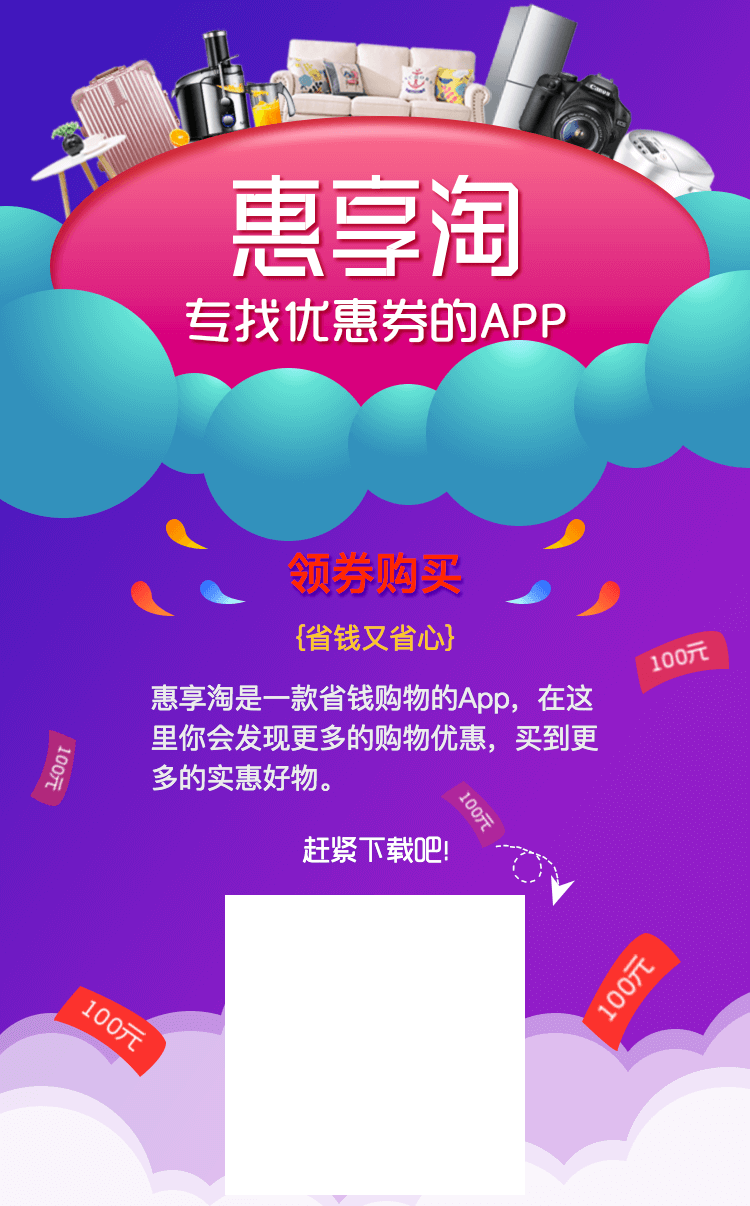 Canon
惠享淘
专找优惠券的APP
领券购买
{省钱又省心}
惠享淘是一款省钱购物的App，在这
里你会发现更多的购物优惠，买到更
多的实惠好物。
100元
100元
100元
赶紧下载吧!
100元
100元